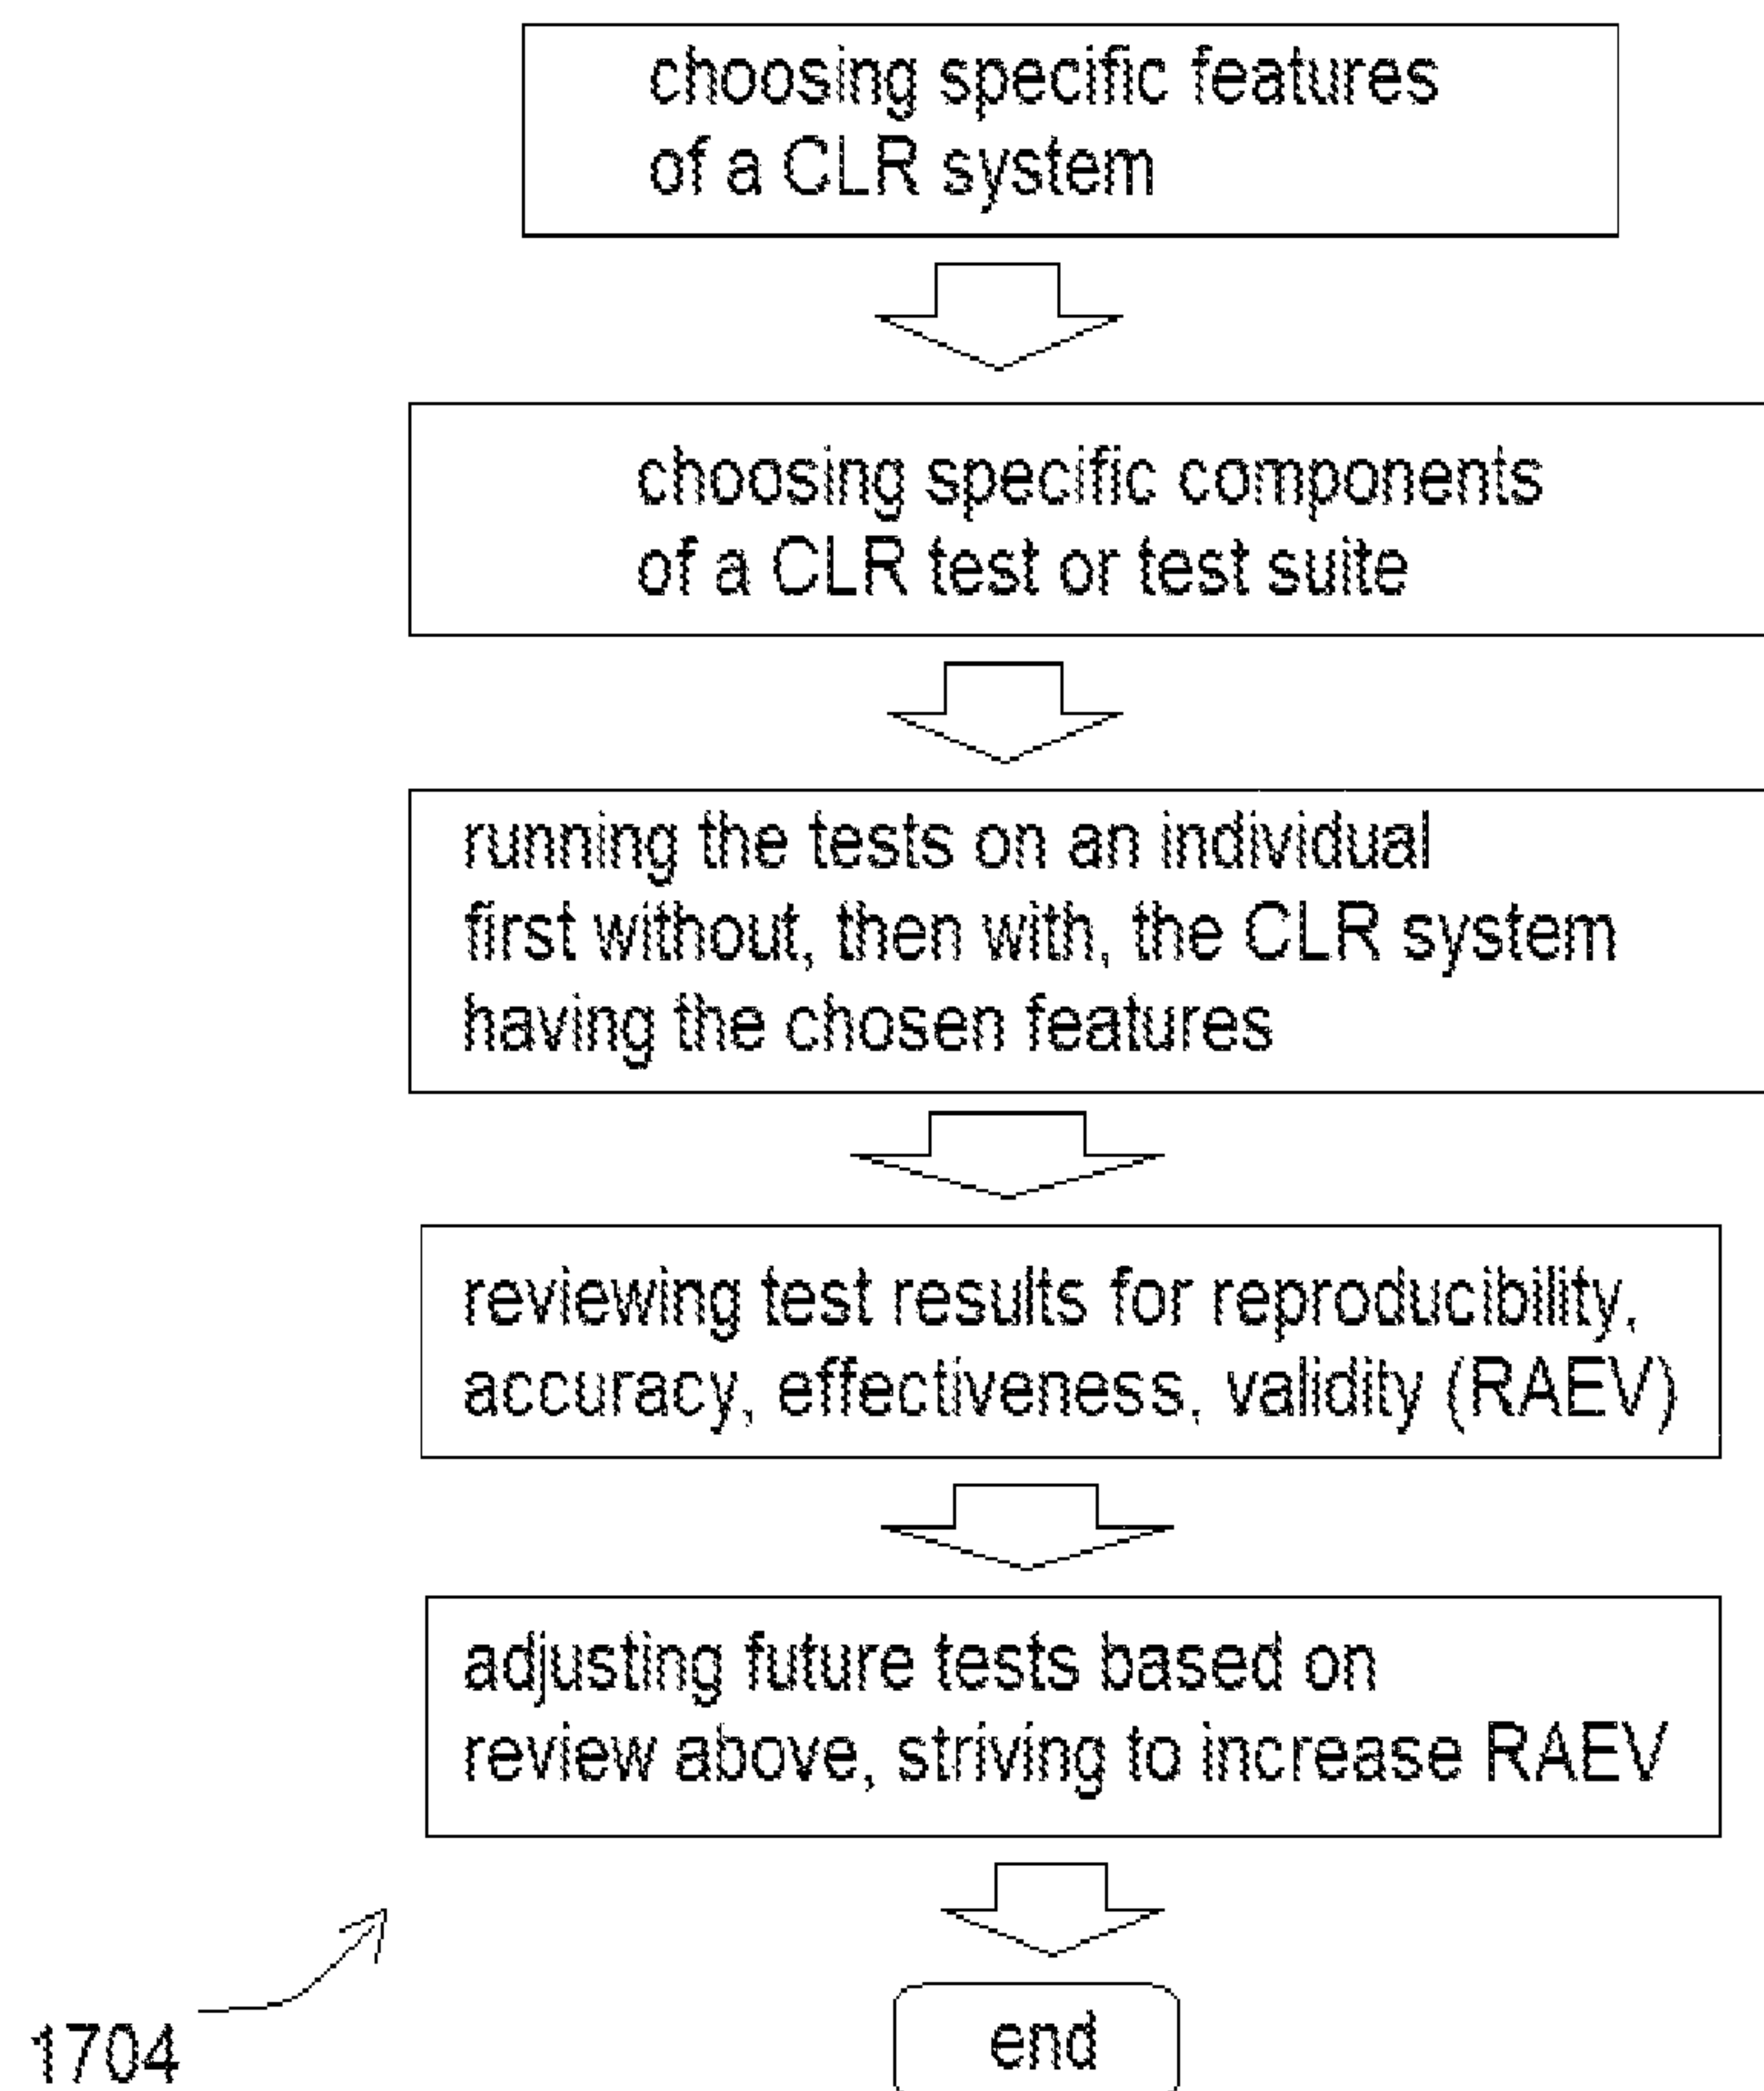 choosing specific features
of a CLR system
choosing specific components
of a CLR test or test suite
running the tests on an individual
first without, then with, the CLR system
having the chosen features
reviewing test results for reproducibility,
accuracy, effectiveness, validity (RAEV)
adjusting future tests based on
review above, striving to increase RAEV
end
1704